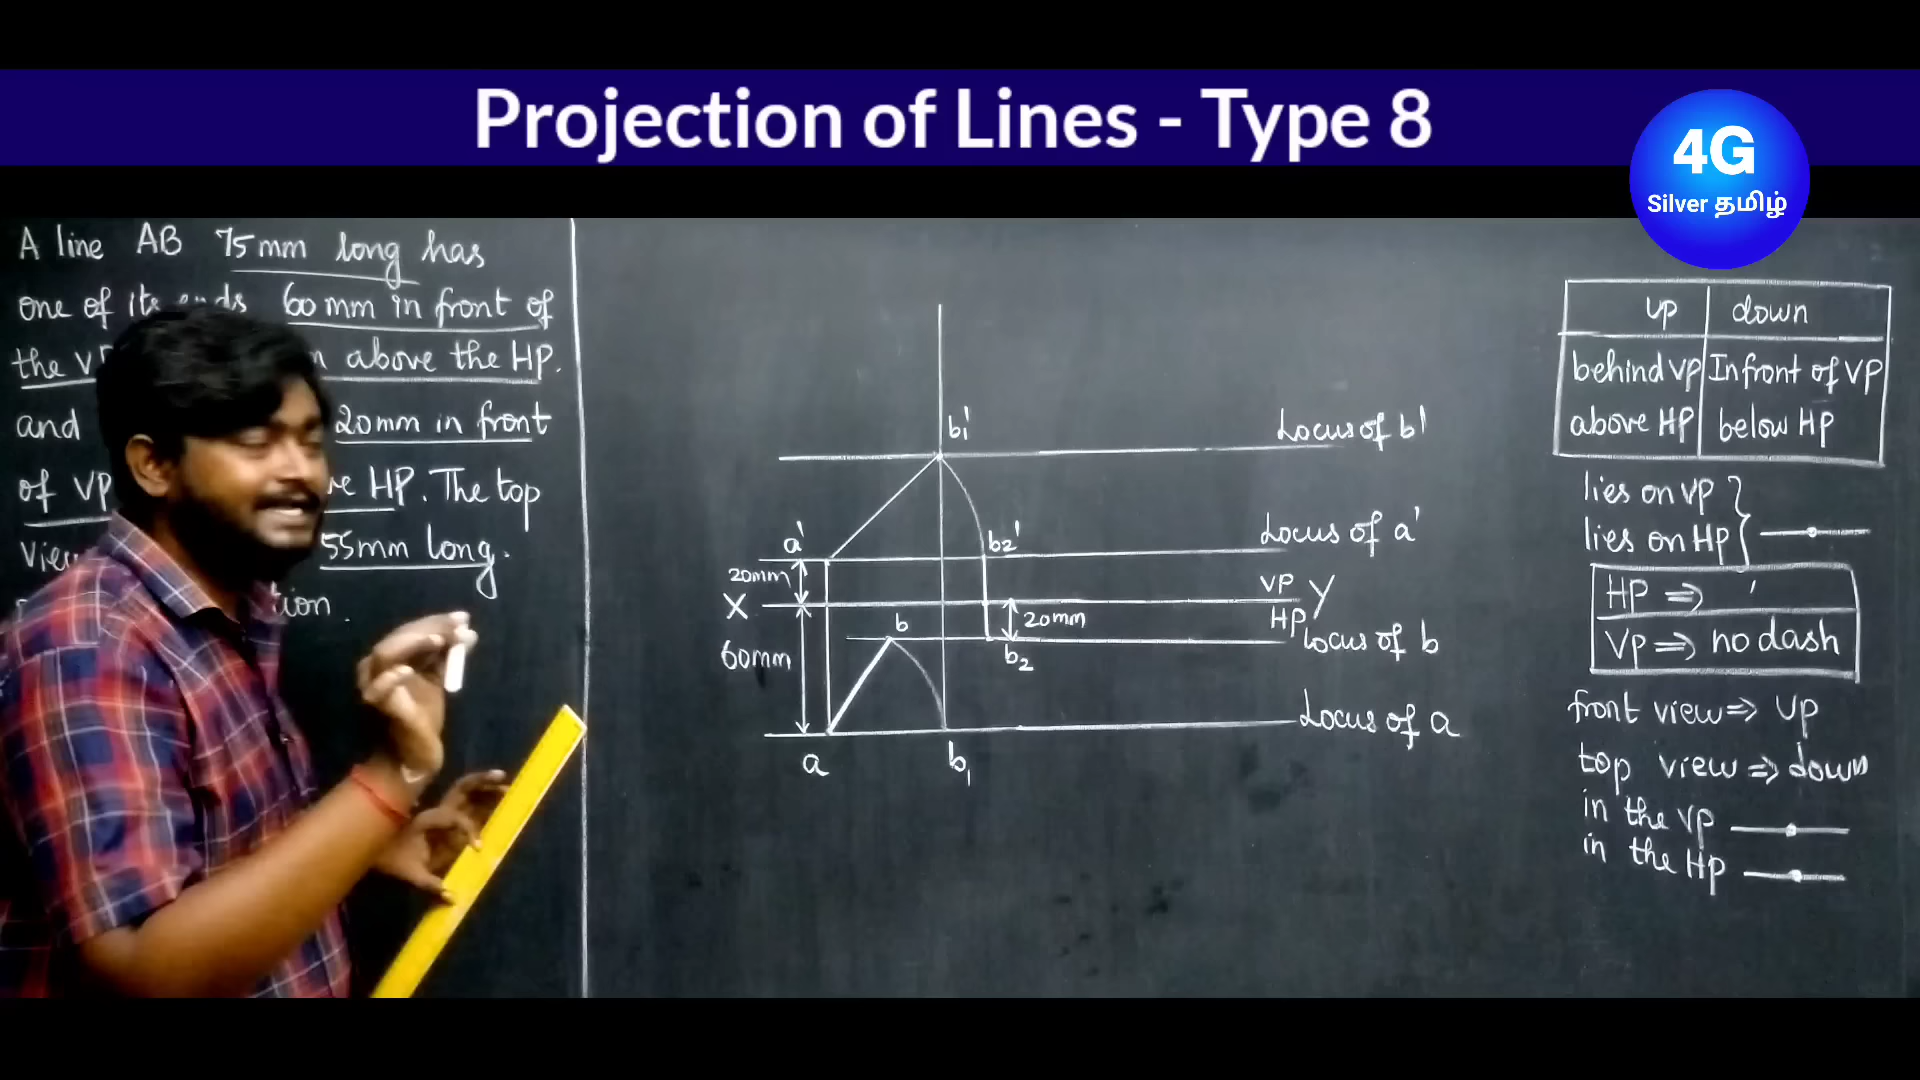 Projection of Lines - Type 8
4G
Silver தமிழ்
A line AB 75mm long has
one of its ends 60mm in front of
the VP above the HP.
and 20mm in front
of VP HP. The top
view 55mm long.
up down
behind VP In front of VP
above HP below HP
lies on VP
lies on HP
HP ⇒ '
VP ⇒ no dash
front view ⇒ Up
top view ⇒ down
in the VP
in the HP
b₁'
Locus of b'
a'
b₂'
Locus of a'
20mm
X
VP
Y
HP
b
20mm
Locus of b
60mm
b₂
Locus of a
a
b₁